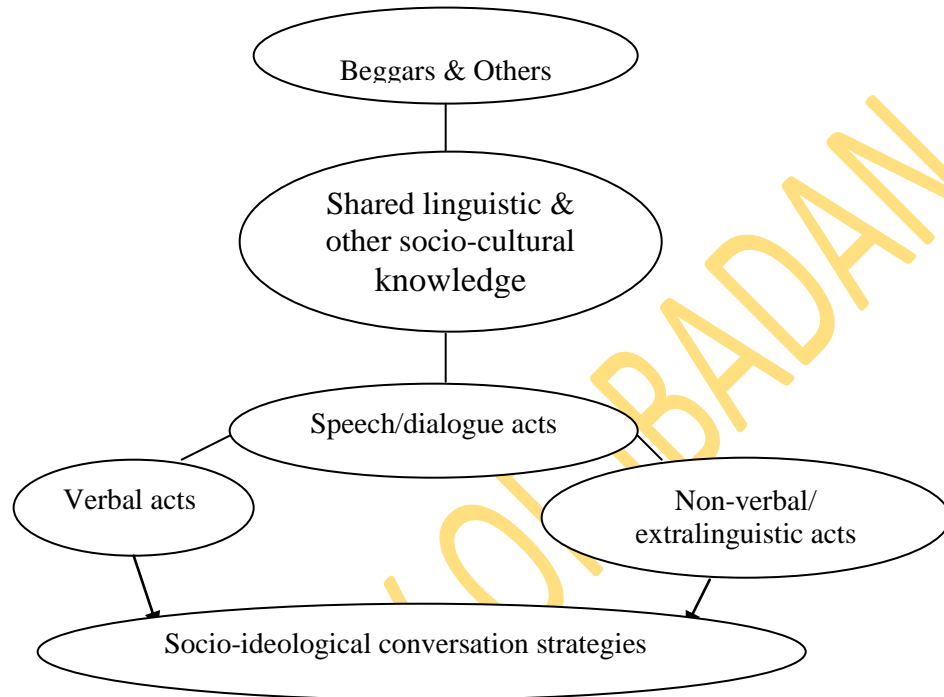 Beggars & Others
Shared linguistic &
other socio-cultural
knowledge
Speech/dialogue acts
Verbal acts
Non-verbal/
extralinguistic acts
Socio-ideological conversation strategies
IBADAN